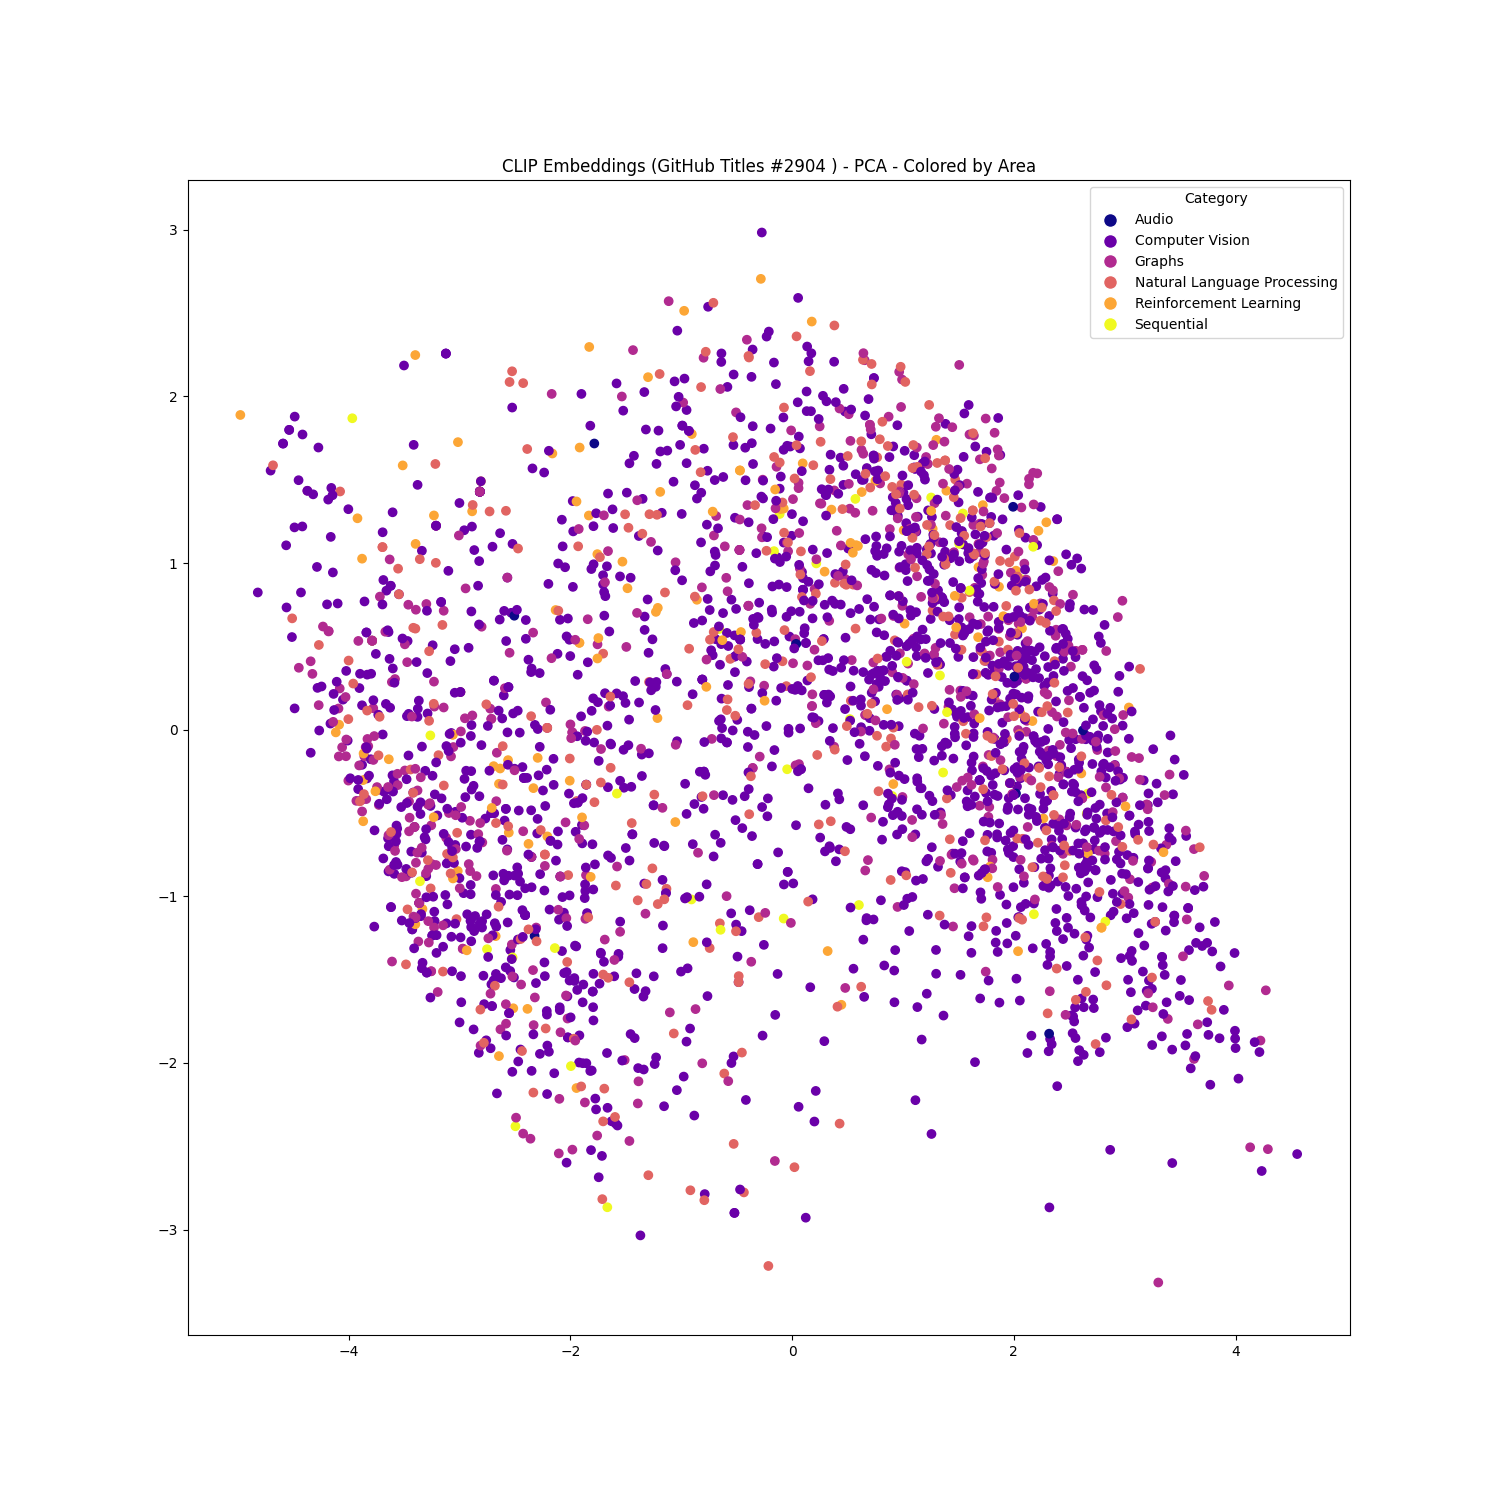 CLIP Embeddings (GitHub Titles #2904 ) - PCA - Colored by Area
Category
Audio
Computer Vision
Graphs
Natural Language Processing
Reinforcement Learning
Sequential
3
2
1
0
−1
−2
−3
−4
−2
0
2
4